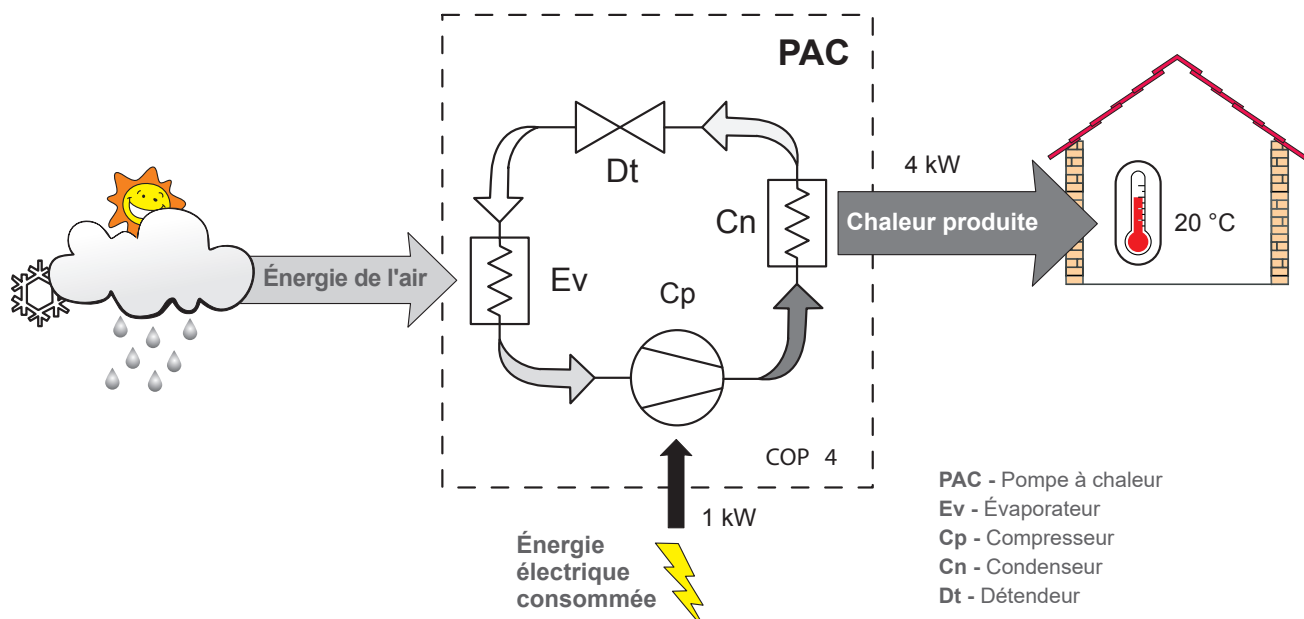 PAC
Dt
4 kW
Cn
Chaleur produite
20 °C
Énergie de l'air
Ev
Cp
COP 4
1 kW
Énergie
électrique
consommée
PAC - Pompe à chaleur
Ev - Évaporateur
Cp - Compresseur
Cn - Condenseur
Dt - Détendeur